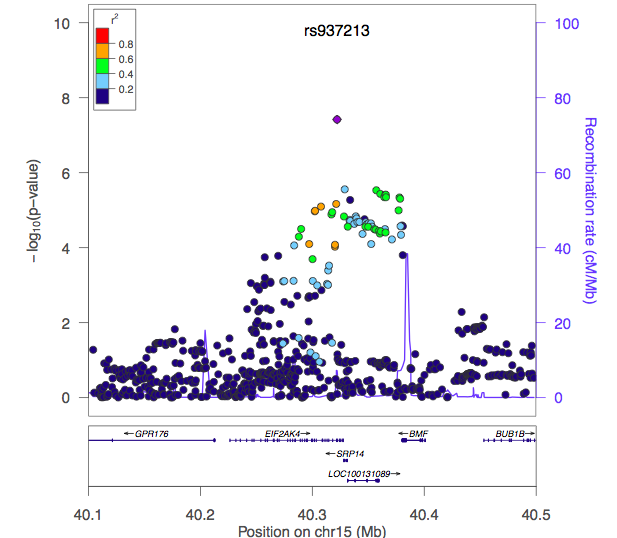 rs937213
r2
0.8
0.6
0.4
0.2
10
8
6
4
2
0
− log10(p−value)
100
80
60
40
20
0
Recombination rate (cM/Mb)
GPR176
EIF2AK4
BMF
BUB1B
SRP14
LOC100131089
40.1 40.2 40.3 40.4 40.5
Position on chr15 (Mb)